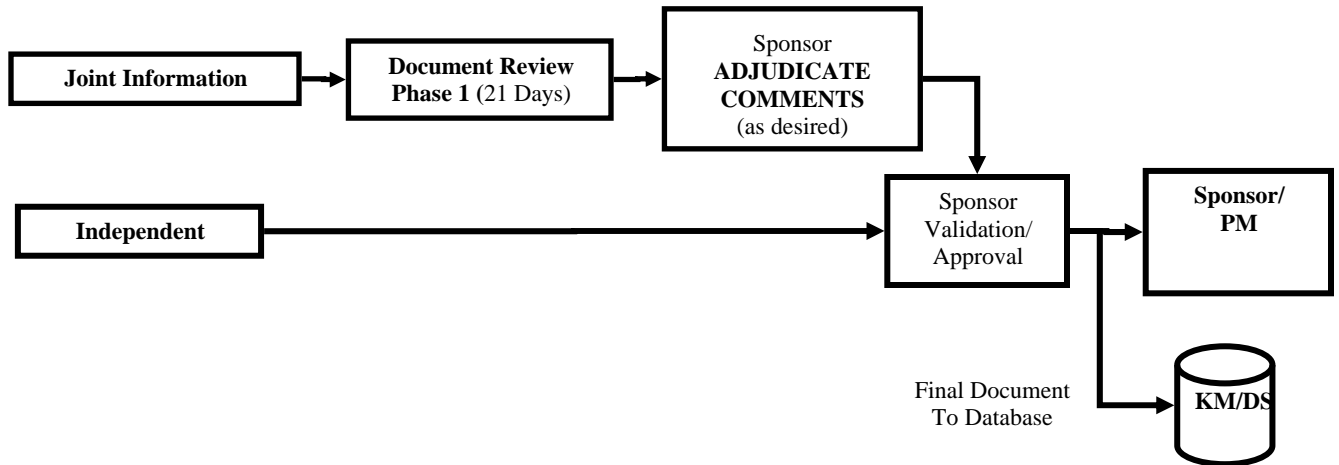 Joint Information
Document Review
Phase 1 (21 Days)
Sponsor
ADJUDICATE
COMMENTS
(as desired)
Independent
Sponsor
Validation/
Approval
Sponsor/
PM
Final Document
To Database
KM/DS